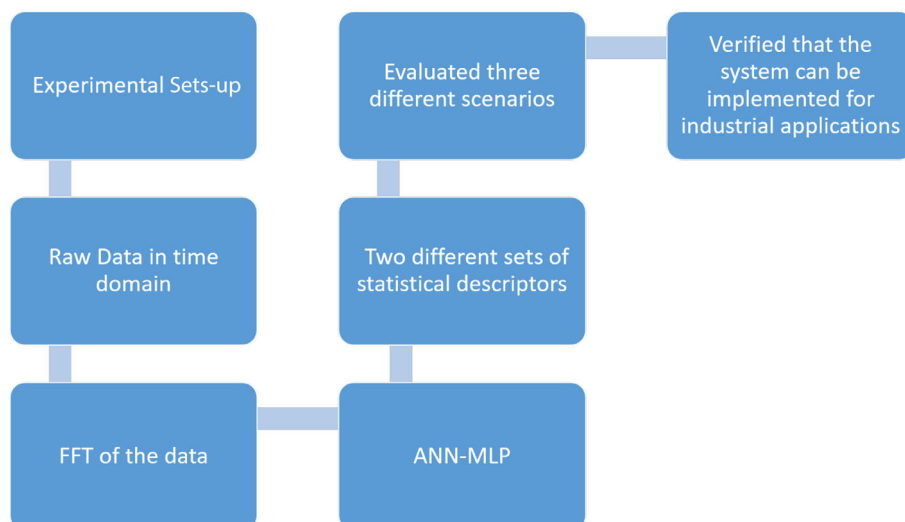 Experimental Sets-up
Raw Data in time
domain
FFT of the data
ANN-MLP
Two different sets of
statistical descriptors
Evaluated three
different scenarios
Verified that the
system can be
implemented for
industrial applications